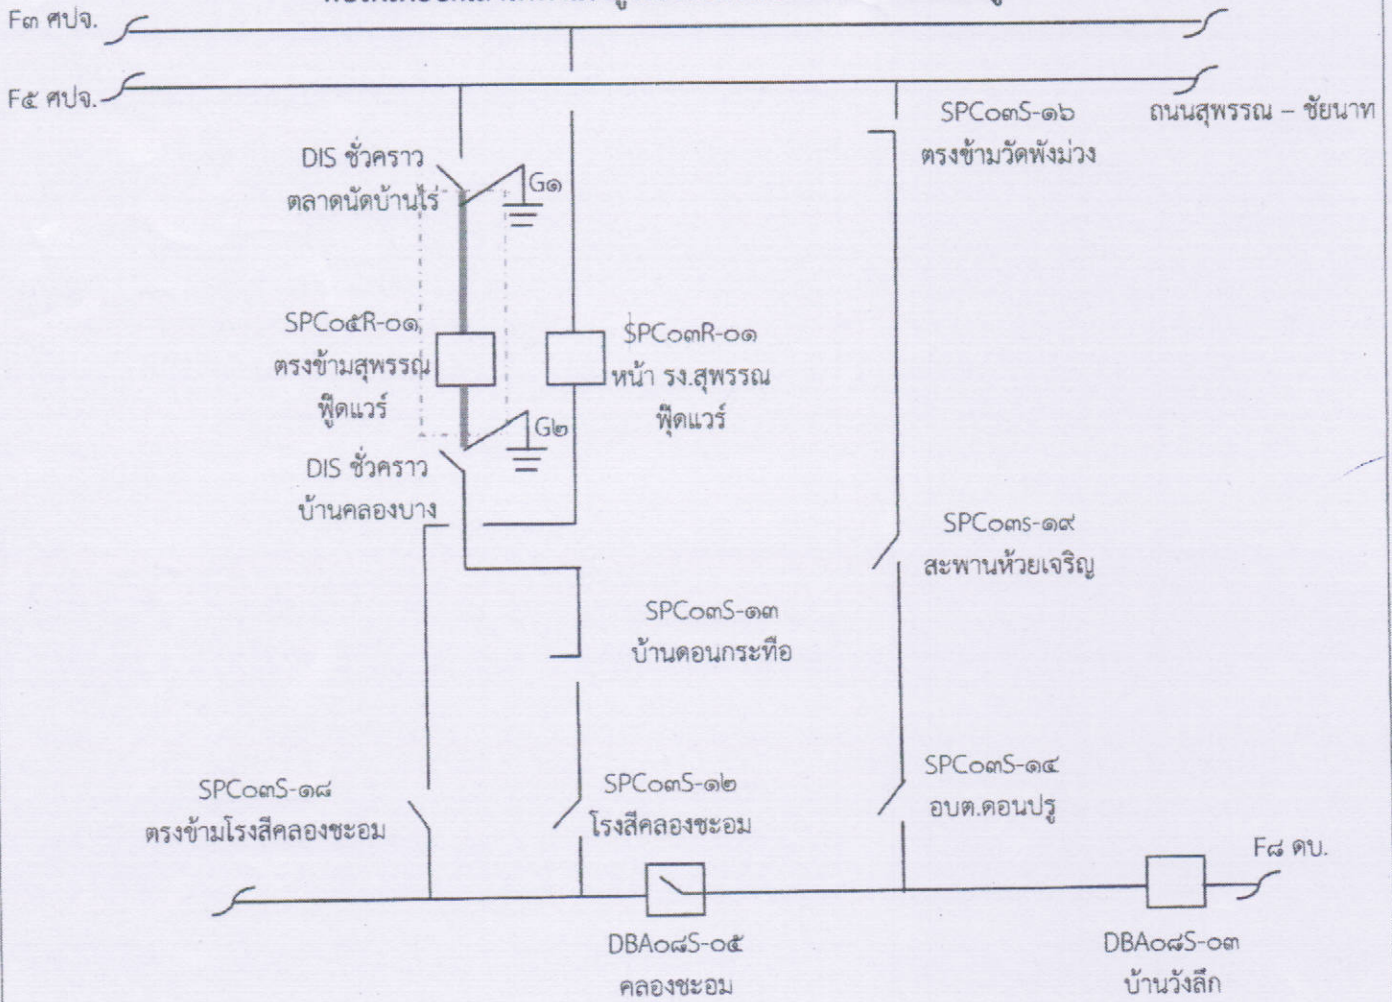 F๓ ศปจ.
F๕ ศปจ.
ถนนสุพรรณ – ชัยนาท
SPC๐๓S-๑๖
ตรงข้ามวัดพังม่วง
DIS ชั่วคราว
ตลาดนัดบ้านไร่
G๑
SPC๐๕R-๐๑
ตรงข้ามสุพรรณ
ฟู๊ดแวร์
SPC๐๓R-๐๑
หน้า รง.สุพรรณ
ฟุ๊ดแวร์
G๒
DIS ชั่วคราว
บ้านคลองบาง
SPC๐๓s-๑๙
สะพานห้วยเจริญ
SPC๐๓S-๑๓
บ้านดอนกระทือ
SPC๐๓S-๑๘
ตรงข้ามโรงสีคลองชะอม
SPC๐๓S-๑๒
โรงสีคลองชะอม
SPC๐๓S-๑๔
อบต.ดอนปรู
F๘ ดบ.
DBA๐๘S-๐๕
คลองชะอม
DBA๐๘S-๐๓
บ้านวังลึก